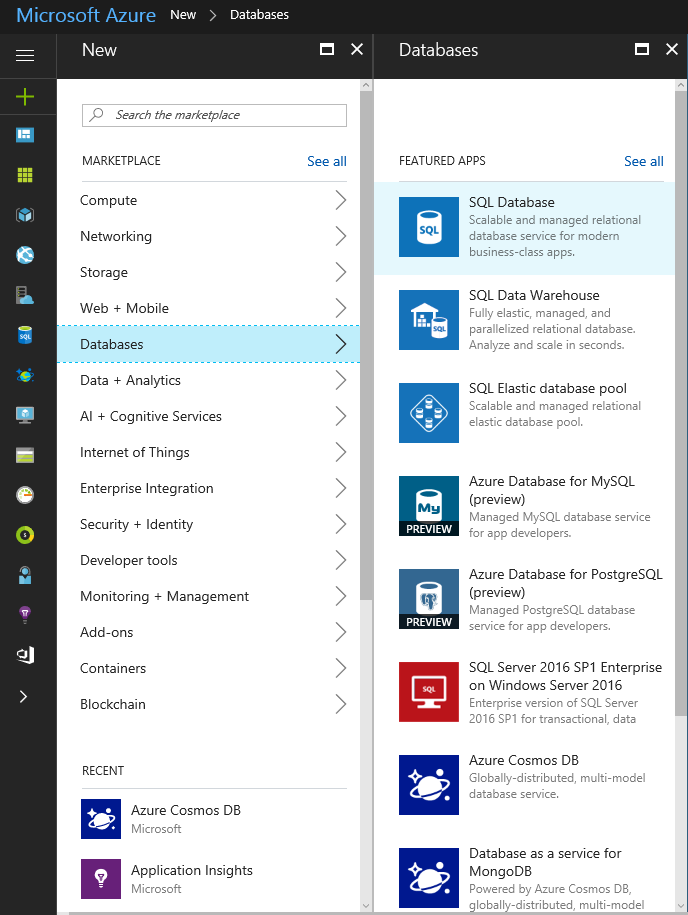 Microsoft Azure New > Databases
New
Search the marketplace
MARKETPLACE See all
Compute
Networking
Storage
Web + Mobile
Databases
Data + Analytics
AI + Cognitive Services
Internet of Things
Enterprise Integration
Security + Identity
Developer tools
Monitoring + Management
Add-ons
Containers
Blockchain
RECENT
Azure Cosmos DB
Microsoft
Application Insights
Microsoft
Databases
FEATURED APPS See all
SQL
SQL Database
Scalable and managed relational
database service for modern
business-class apps.
SQL
SQL Data Warehouse
Fully elastic, managed, and
parallelized relational database.
Analyze and scale in seconds.
SQL Elastic database pool
Scalable and managed relational
elastic database pool.
My
PREVIEW
Azure Database for MySQL
(preview)
Managed MySQL database service
for app developers.
PREVIEW
Azure Database for PostgreSQL
(preview)
Managed PostgreSQL database
service for app developers.
SQL
SQL Server 2016 SP1 Enterprise
on Windows Server 2016
Enterprise version of SQL Server
2016 SP1 for transactional, data
Azure Cosmos DB
Globally-distributed, multi-model
database service.
Database as a service for
MongoDB
Powered by Azure Cosmos DB,
globally-distributed, multi-model